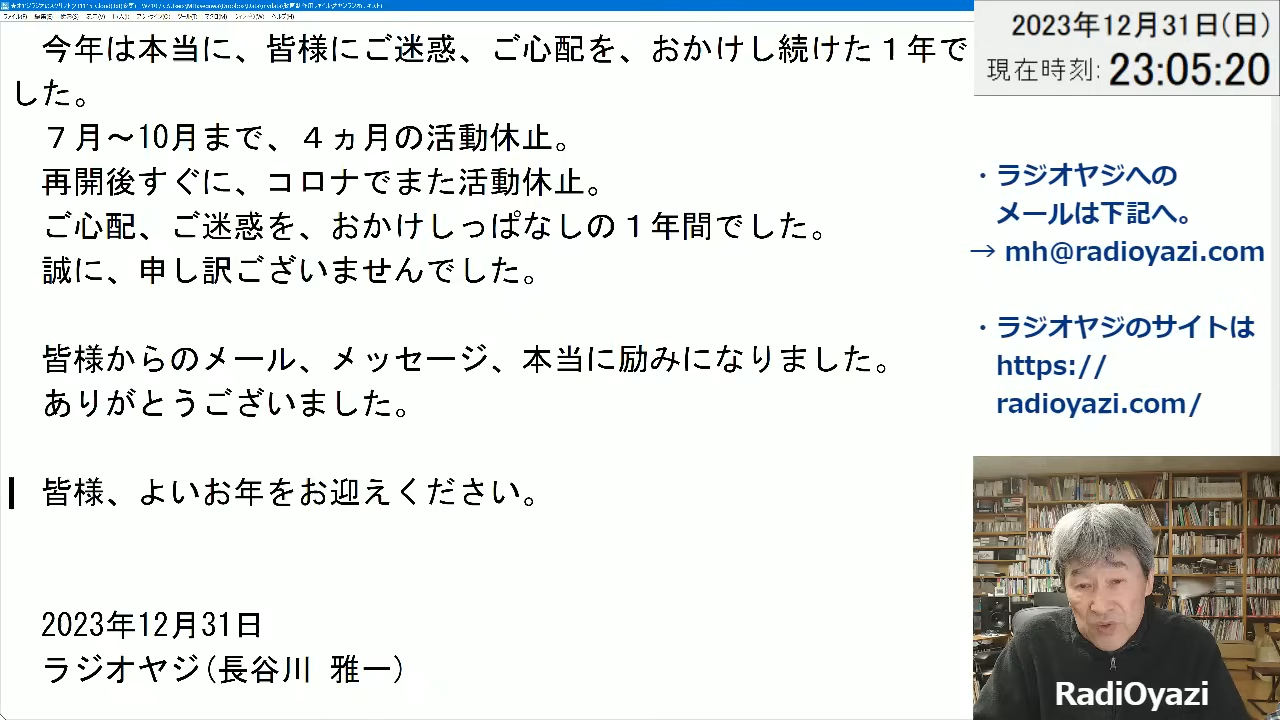 今年は本当に、皆様にご迷惑、ご心配を、おかけし続けた１年で
した。
７月～10月まで、４ヵ月の活動休止。
再開後すぐに、コロナでまた活動休止。
ご心配、ご迷惑を、おかけしっぱなしの１年間でした。
誠に、申し訳ございませんでした。
皆様からのメール、メッセージ、本当に励みになりました。
ありがとうございました。
皆様、よいお年をお迎えください。
2023年12月31日
ラジオヤジ(長谷川 雅一)
2023年12月31日(日)
現在時刻: 23:05:20
・ラジオヤジへの
メールは下記へ。
→ mh@radioyazi.com
・ラジオヤジのサイトは
https://
radioyazi.com/
RadiOyazi